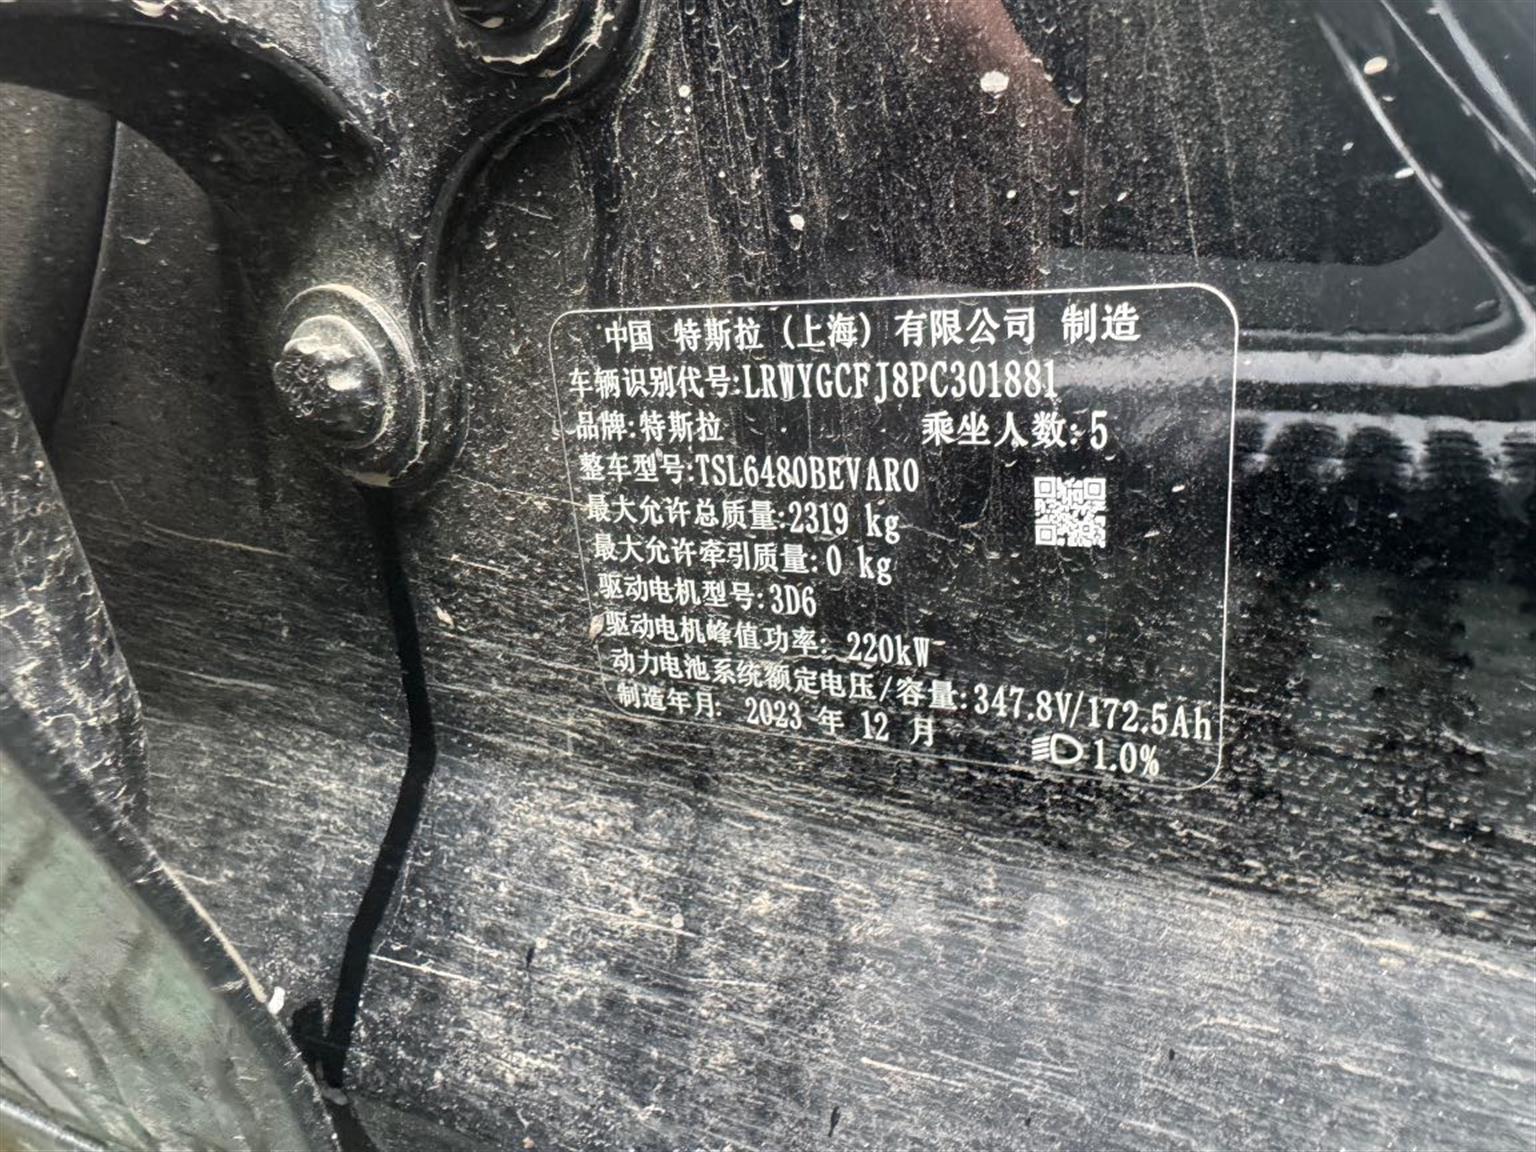 中国 特斯拉 (上海) 有限公司 制造
车辆识别代号:LRWYGCFJ8PC301881
品牌:特斯拉 乘坐人数:5
整车型号:TSL6480BEVAR0
最大允许总质量:2319 kg
最大允许牵引质量:0 kg
驱动电机型号:3D6
驱动电机峰值功率: 220kW
动力电池系统额定电压/容量:347.8V/172.5Ah
制造年月: 2023 年 12 月
1.0%